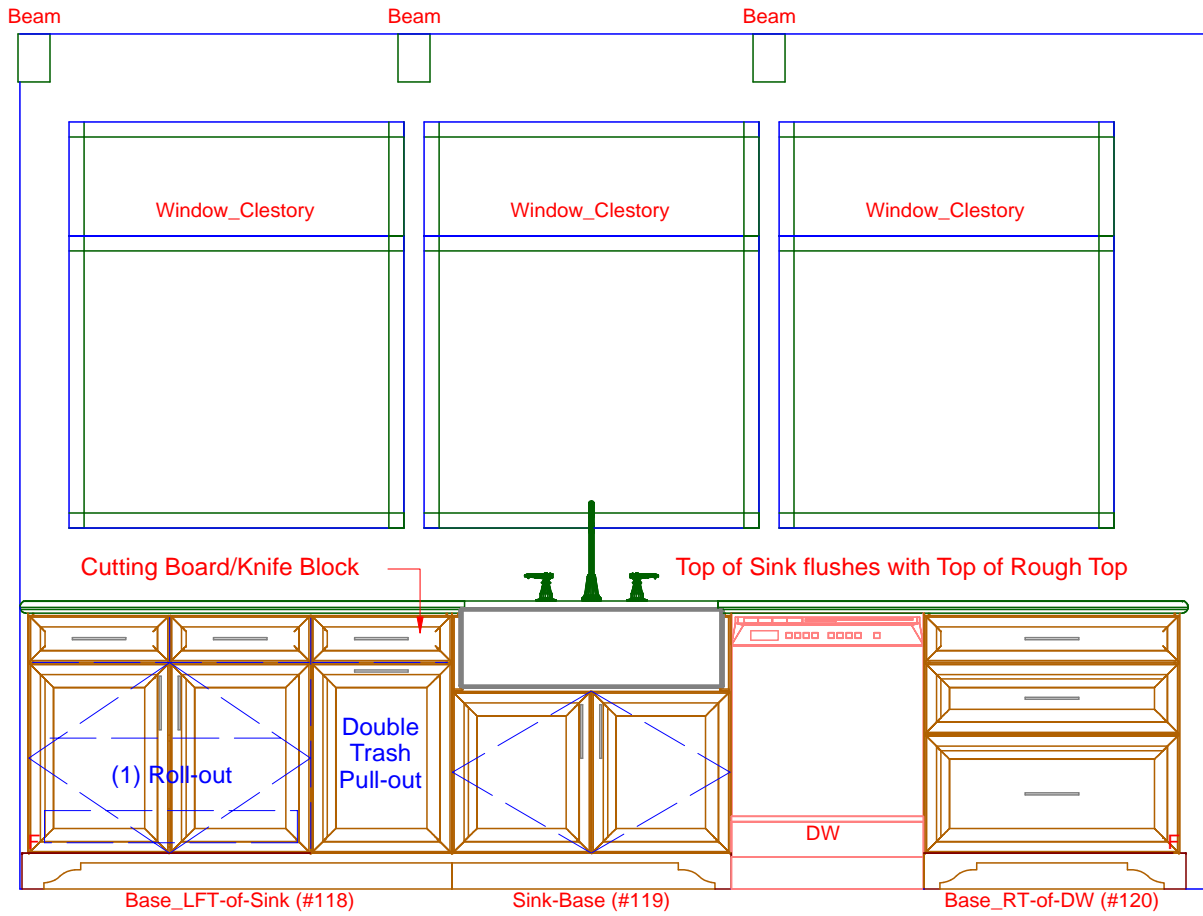 Beam
Beam
Beam
Window_Clestory
Window_Clestory
Window_Clestory
Cutting Board/Knife Block
Top of Sink flushes with Top of Rough Top
Double
Trash
Pull-out
(1) Roll-out
F
F
DW
Base_LFT-of-Sink (#118)
Sink-Base (#119)
Base_RT-of-DW (#120)